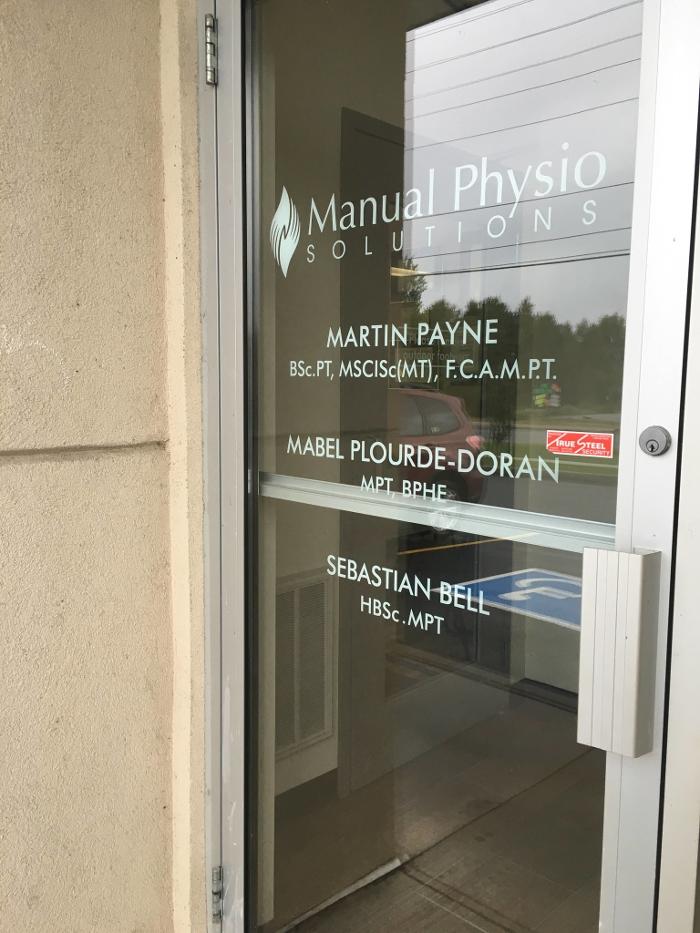 Manual Physio
SOLUTIONS
MARTIN PAYNE
BSc.PT, MSCISc(MT), F.C.A.M.P.T.
MABEL PLOURDE-DORAN
MPT, BPHE
TRUE STEEL
SECURITY
SEBASTIAN BELL
HBSc.MPT